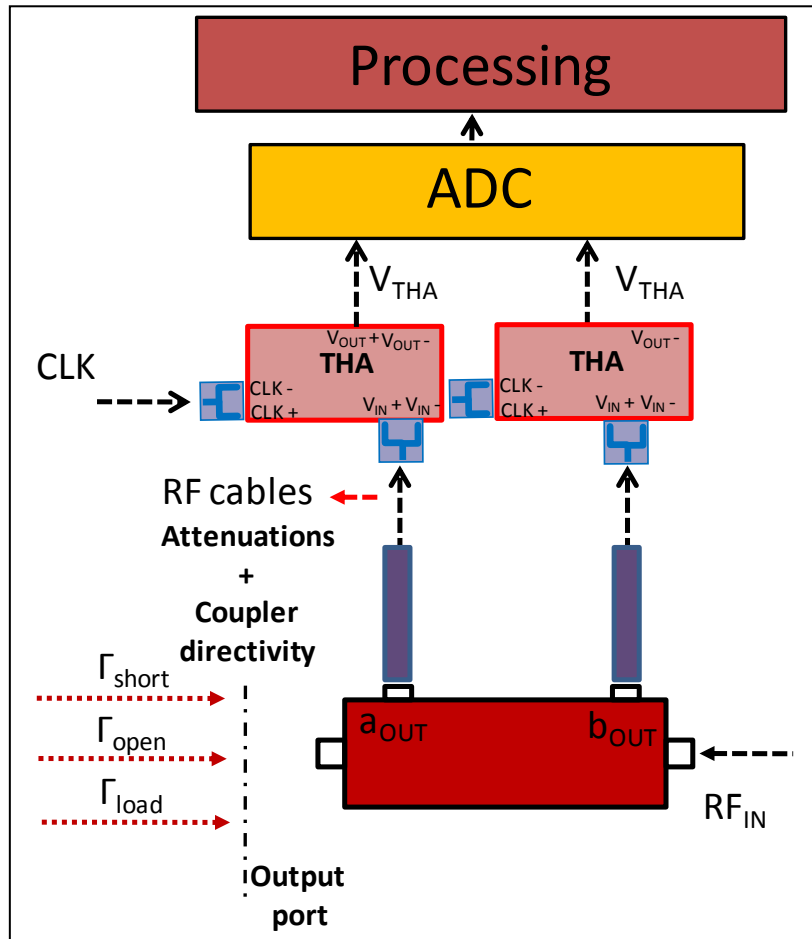 Processing
ADC
V_THA V_THA
V_OUT + V_OUT - V_OUT -
THA THA
CLK
CLK - CLK -
CLK + CLK +
V_IN + V_IN - V_IN + V_IN -
RF cables
Attenuations
+
Coupler
directivity
Γ_short
a_OUT b_OUT
Γ_open
Γ_load
RF_IN
Output
port